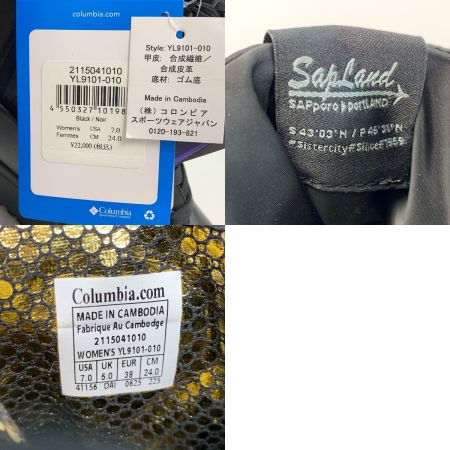 columbia.com
Style: YL9101-010
甲皮: 合成繊維／
合成皮革
底材: ゴム底
Made in Cambodia
(株) コロンビア
スポーツウェアジャパン
0120-193-821
2115041010
YL9101-010
4 550327 10198
Black / Noir
Women's USA 7.0
Femmes CM 24.0
¥22,000 (税込)
Columbia
SapLand
SAPporo portLAND
S 43°03'N / P 45°31'N
#Sistercity#Since1959
Columbia.com
MADE IN CAMBODIA
Fabrique Au Cambodge
2115041010
WOMEN'S YL9101-010
USA UK EUR CM
7.0 5.0 38 24.0
41156 DAI 0625 225